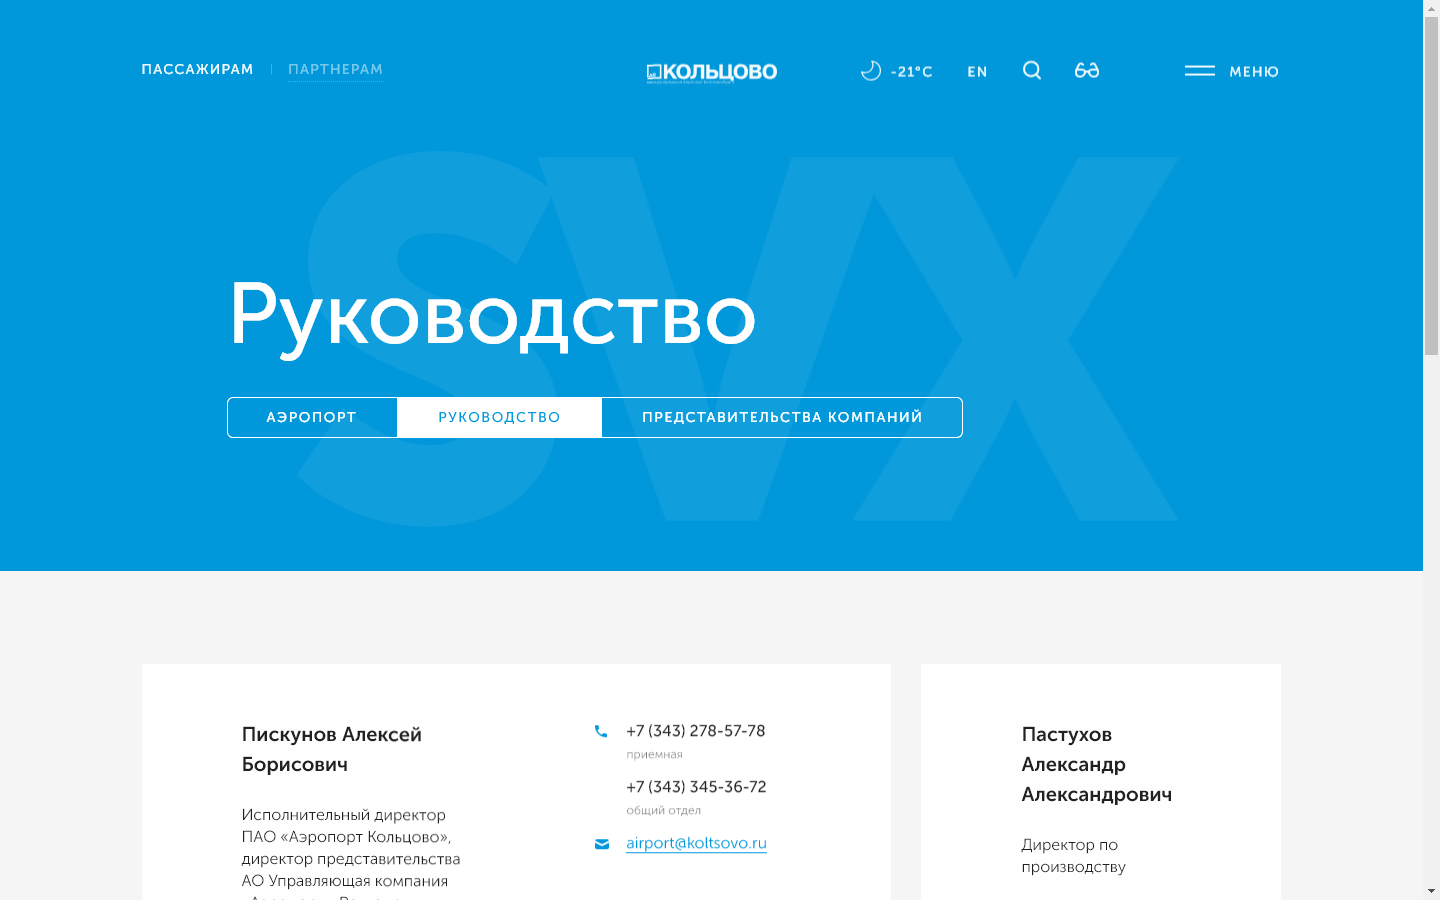 ПАССАЖИРАМ
ПАРТНЕРАМ
КОЛЬЦОВО
-21°C
EN
МЕНЮ
SVX
Руководство
АЭРОПОРТ
РУКОВОДСТВО
ПРЕДСТАВИТЕЛЬСТВА КОМПАНИЙ
Пискунов Алексей
Борисович
Исполнительный директор
ПАО «Аэропорт Кольцово»,
директор представительства
АО Управляющая компания
+7 (343) 278-57-78
приемная
+7 (343) 345-36-72
общий отдел
airport@koltsovo.ru
Пастухов
Александр
Александрович
Директор по
производству